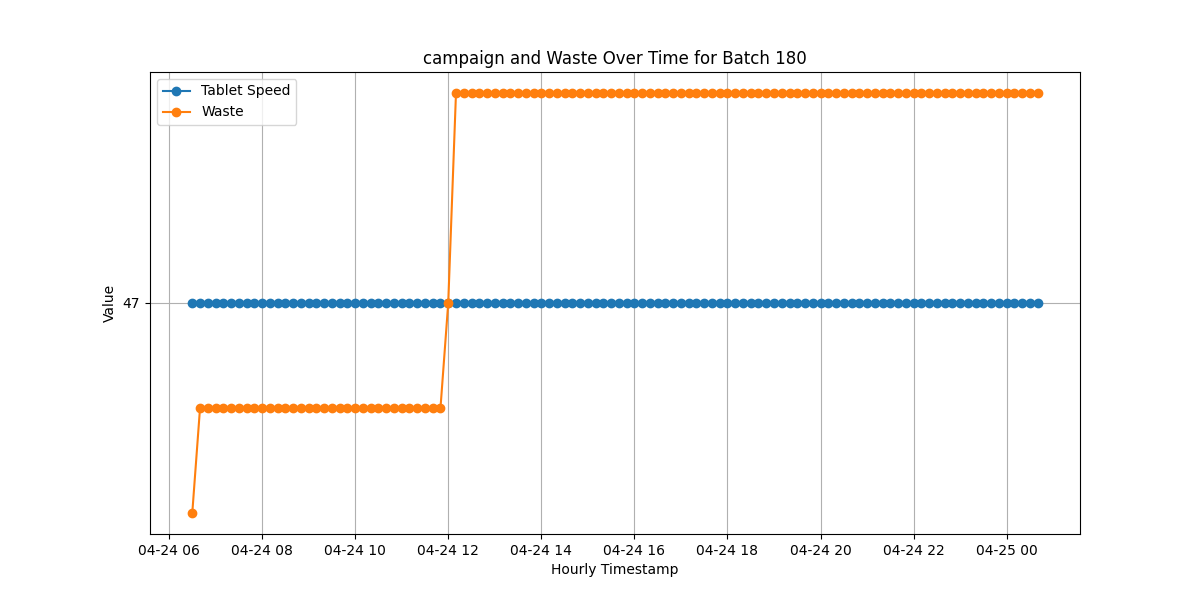 campaign and Waste Over Time for Batch 180
Tablet Speed
Waste
Value
47
04-24 06
04-24 08
04-24 10
04-24 12
04-24 14
04-24 16
04-24 18
04-24 20
04-24 22
04-25 00
Hourly Timestamp